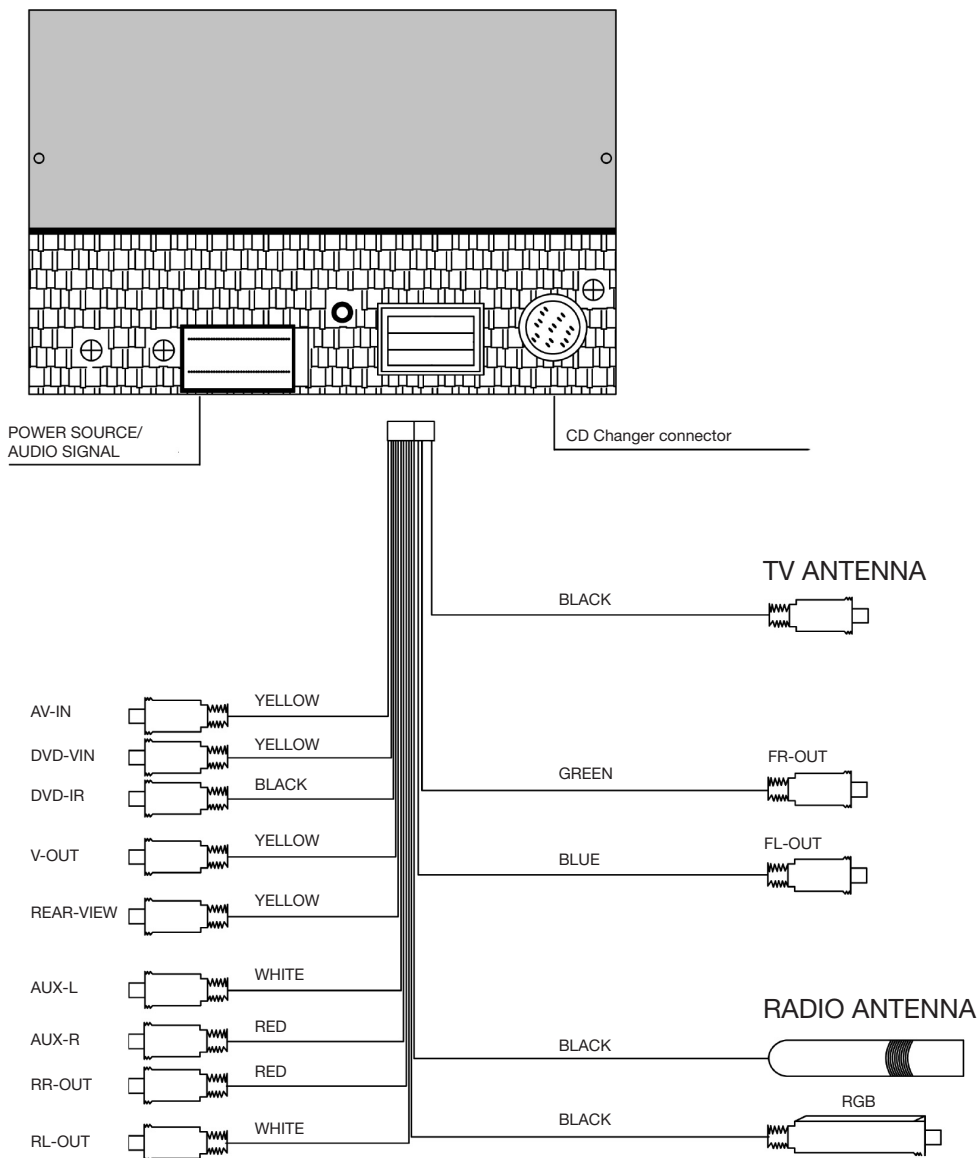 POWER SOURCE/
AUDIO SIGNAL
CD Changer connector
TV ANTENNA
BLACK
AV-IN
YELLOW
DVD-VIN
YELLOW
DVD-IR
BLACK
V-OUT
YELLOW
REAR-VIEW
YELLOW
AUX-L
WHITE
AUX-R
RED
RR-OUT
RED
RL-OUT
WHITE
GREEN
FR-OUT
BLUE
FL-OUT
RADIO ANTENNA
BLACK
RGB
BLACK